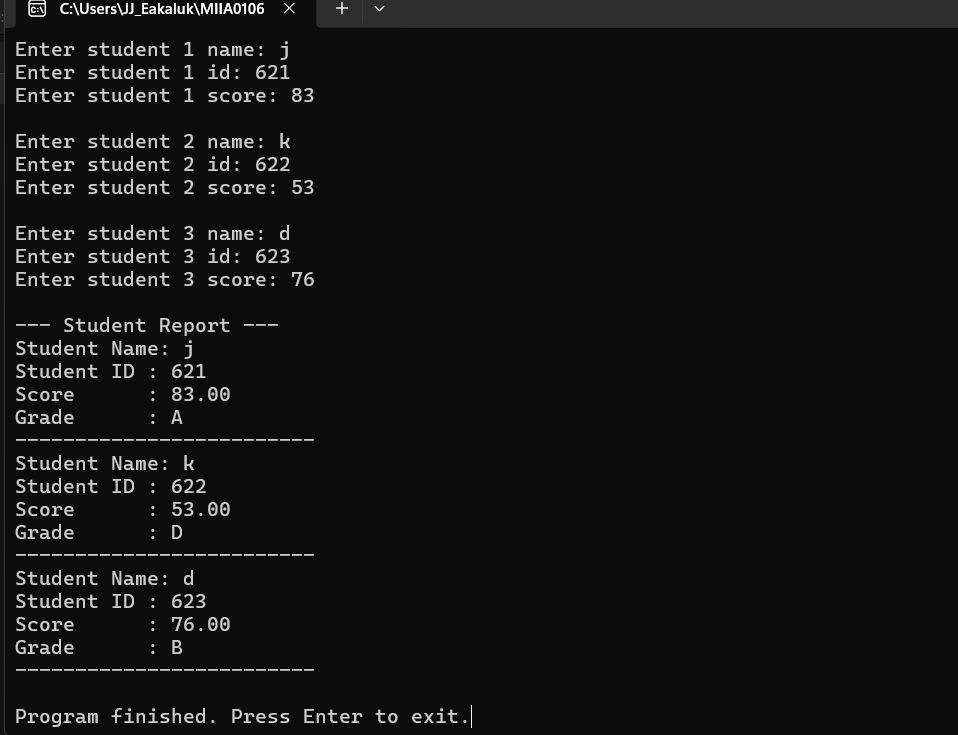 C:\Users\JJ_Eakaluk\MIIA0106
Enter student 1 name: j
Enter student 1 id: 621
Enter student 1 score: 83
Enter student 2 name: k
Enter student 2 id: 622
Enter student 2 score: 53
Enter student 3 name: d
Enter student 3 id: 623
Enter student 3 score: 76
--- Student Report ---
Student Name: j
Student ID : 621
Score      : 83.00
Grade      : A
-------------------------
Student Name: k
Student ID : 622
Score      : 53.00
Grade      : D
-------------------------
Student Name: d
Student ID : 623
Score      : 76.00
Grade      : B
-------------------------
Program finished. Press Enter to exit.